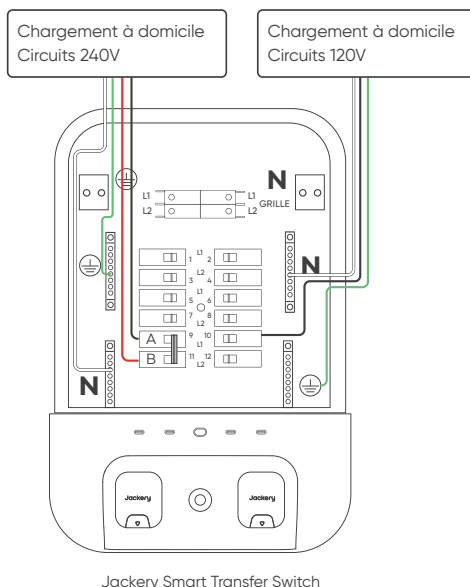 Chargement à domicile
Circuits 240V
Chargement à domicile
Circuits 120V
N
L1 L1
GRILLE
L2 L2
N
1 L1 2
3 L2 4
5 L1 6
7 L2 8
A 9 L1 10
B 11 L2 12
N
Jackery Jackery
Jackery Smart Transfer Switch